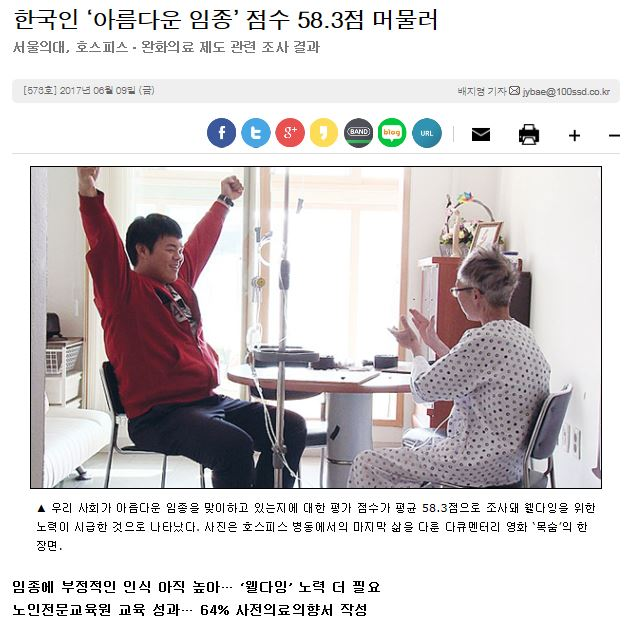 한국인 ‘아름다운 임종’ 점수 58.3점 머물러
서울의대, 호스피스 · 완화의료 제도 관련 조사 결과
[573호] 2017년 06월 09일 (금)
배지영 기자 jybae@100ssd.co.kr
f g+ BAND blog URL
▲ 우리 사회가 아름다운 임종을 맞이하고 있는지에 대한 평가 점수가 평균 58.3점으로 조사돼 웰다잉을 위한
노력이 시급한 것으로 나타났다. 사진은 호스피스 병동에서의 마지막 삶을 다룬 다큐멘터리 영화 ‘목숨’의 한
장면.
임종에 부정적인 인식 아직 높아… ‘웰다잉’ 노력 더 필요
노인전문교육원 교육 성과… 64% 사전의료의향서 작성